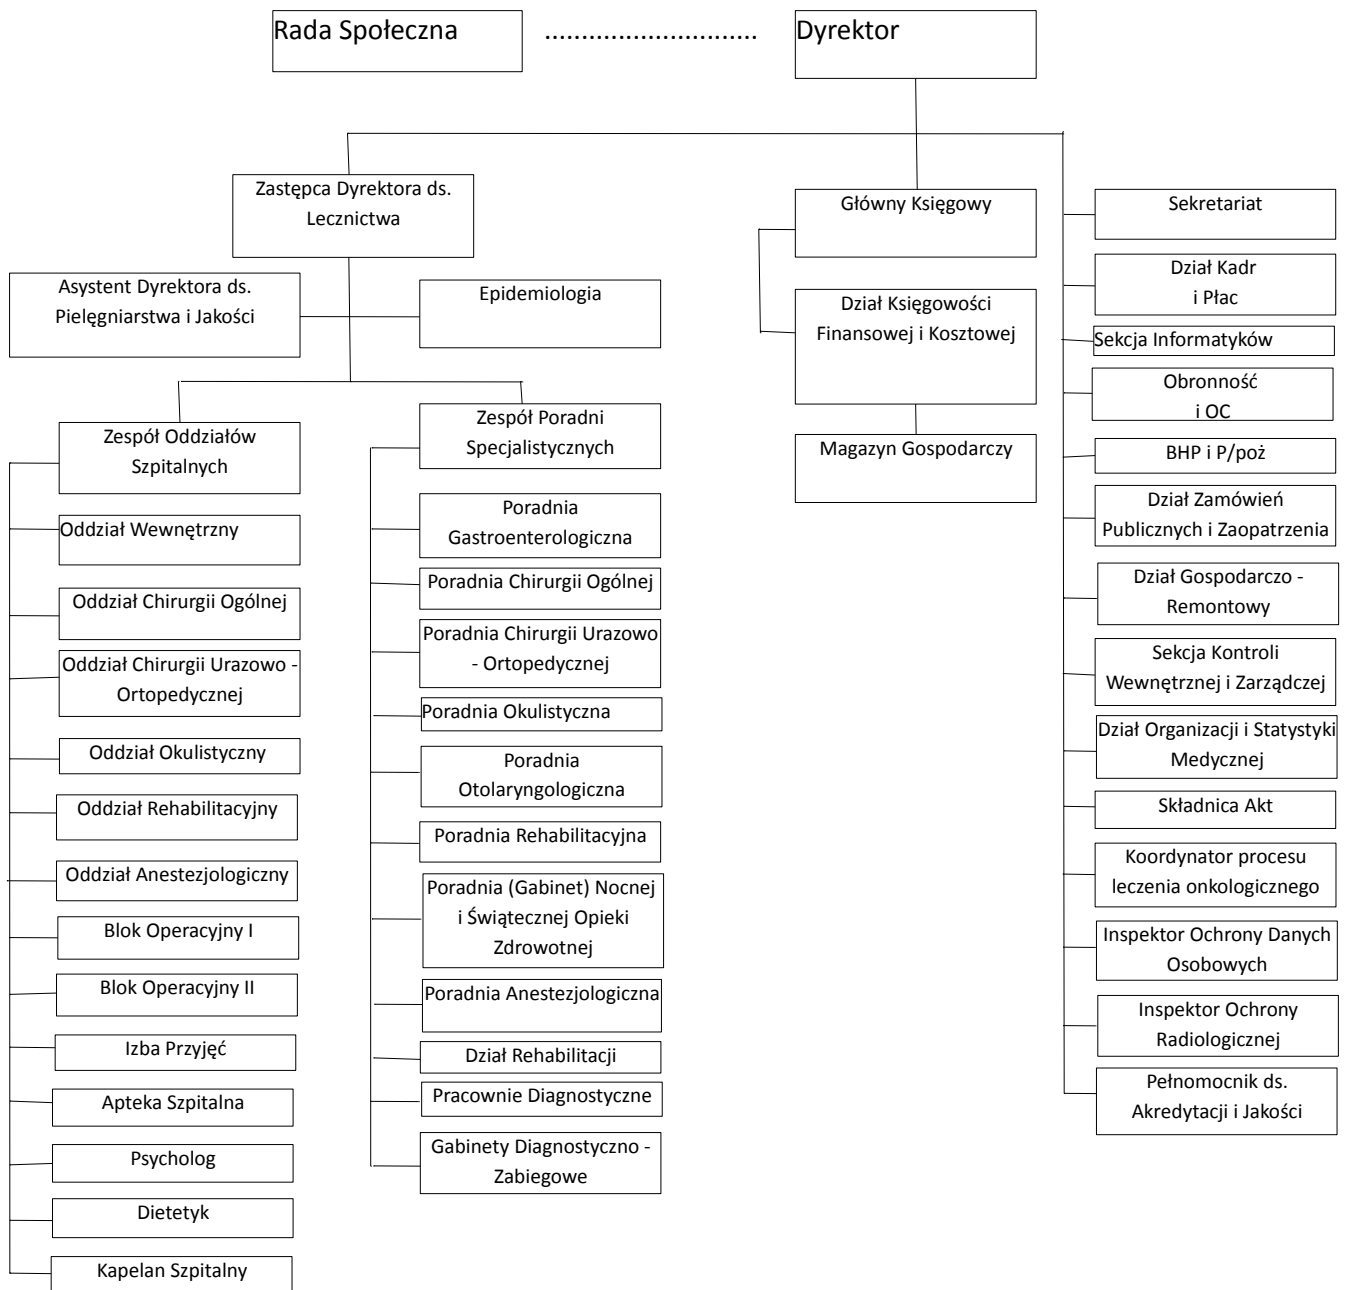 Rada Społeczna ............................. Dyrektor
Zastępca Dyrektora ds.
Lecznictwa
Asystent Dyrektora ds.
Pielęgniarstwa i Jakości
Epidemiologia
Zespół Oddziałów
Szpitalnych
Oddział Wewnętrzny
Oddział Chirurgii Ogólnej
Oddział Chirurgii Urazowo -
Ortopedycznej
Oddział Okulistyczny
Oddział Rehabilitacyjny
Oddział Anestezjologiczny
Blok Operacyjny I
Blok Operacyjny II
Izba Przyjęć
Apteka Szpitalna
Psycholog
Dietetyk
Kapelan Szpitalny
Zespół Poradni
Specjalistycznych
Poradnia
Gastroenterologiczna
Poradnia Chirurgii Ogólnej
Poradnia Chirurgii Urazowo
- Ortopedycznej
Poradnia Okulistyczna
Poradnia
Otolaryngologiczna
Poradnia Rehabilitacyjna
Poradnia (Gabinet) Nocnej
i Świątecznej Opieki
Zdrowotnej
Poradnia Anestezjologiczna
Dział Rehabilitacji
Pracownie Diagnostyczne
Gabinety Diagnostyczno -
Zabiegowe
Główny Księgowy
Dział Księgowości
Finansowej i Kosztowej
Magazyn Gospodarczy
Sekretariat
Dział Kadr
i Płac
Sekcja Informatyków
Obronność
i OC
BHP i P/poż
Dział Zamówień
Publicznych i Zaopatrzenia
Dział Gospodarczo -
Remontowy
Sekcja Kontroli
Wewnętrznej i Zarządczej
Dział Organizacji i Statystyki
Medycznej
Składnica Akt
Koordynator procesu
leczenia onkologicznego
Inspektor Ochrony Danych
Osobowych
Inspektor Ochrony
Radiologicznej
Pełnomocnik ds.
Akredytacji i Jakości